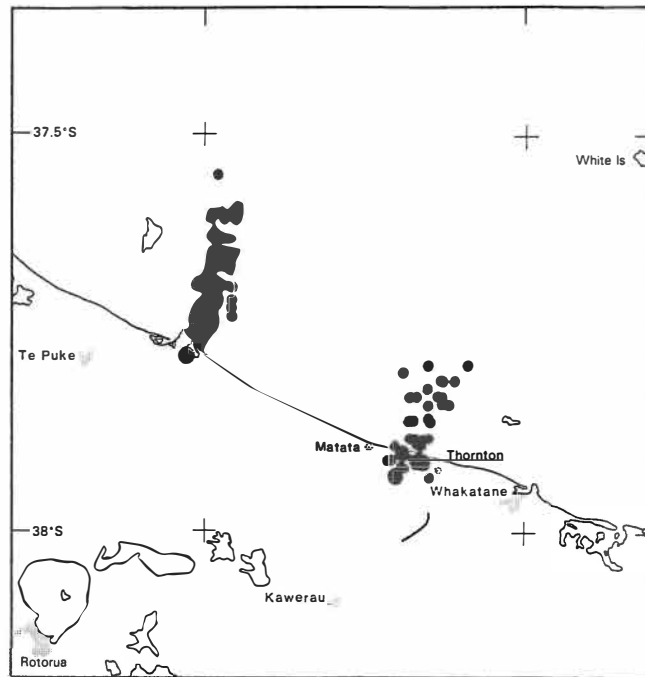 37.5°S
White Is
Te Puke
Matata
Thornton
Whakatane
38°S
Kawerau
Rotorua